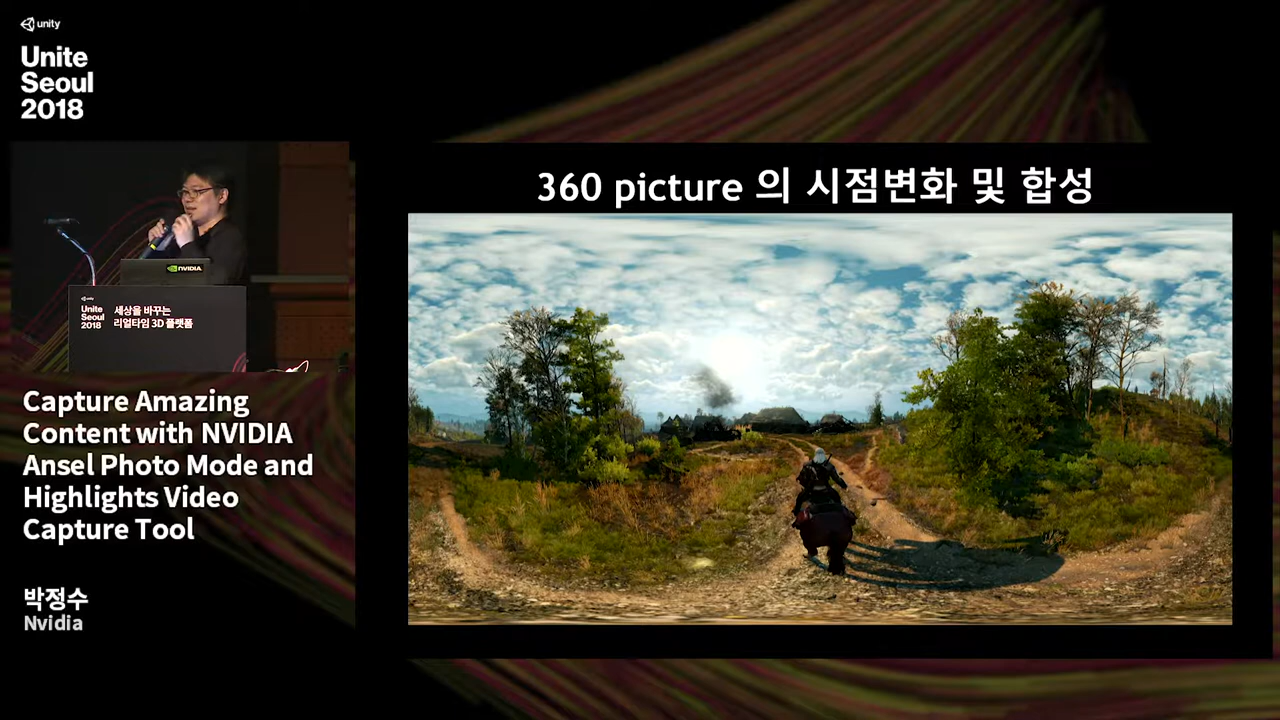 unity
Unite
Seoul
2018
360 picture 의 시점변화 및 합성
NVIDIA
unity
Unite
Seoul
2018
세상을 바꾸는
리얼타임 3D 플랫폼
Capture Amazing
Content with NVIDIA
Ansel Photo Mode and
Highlights Video
Capture Tool
박정수
Nvidia